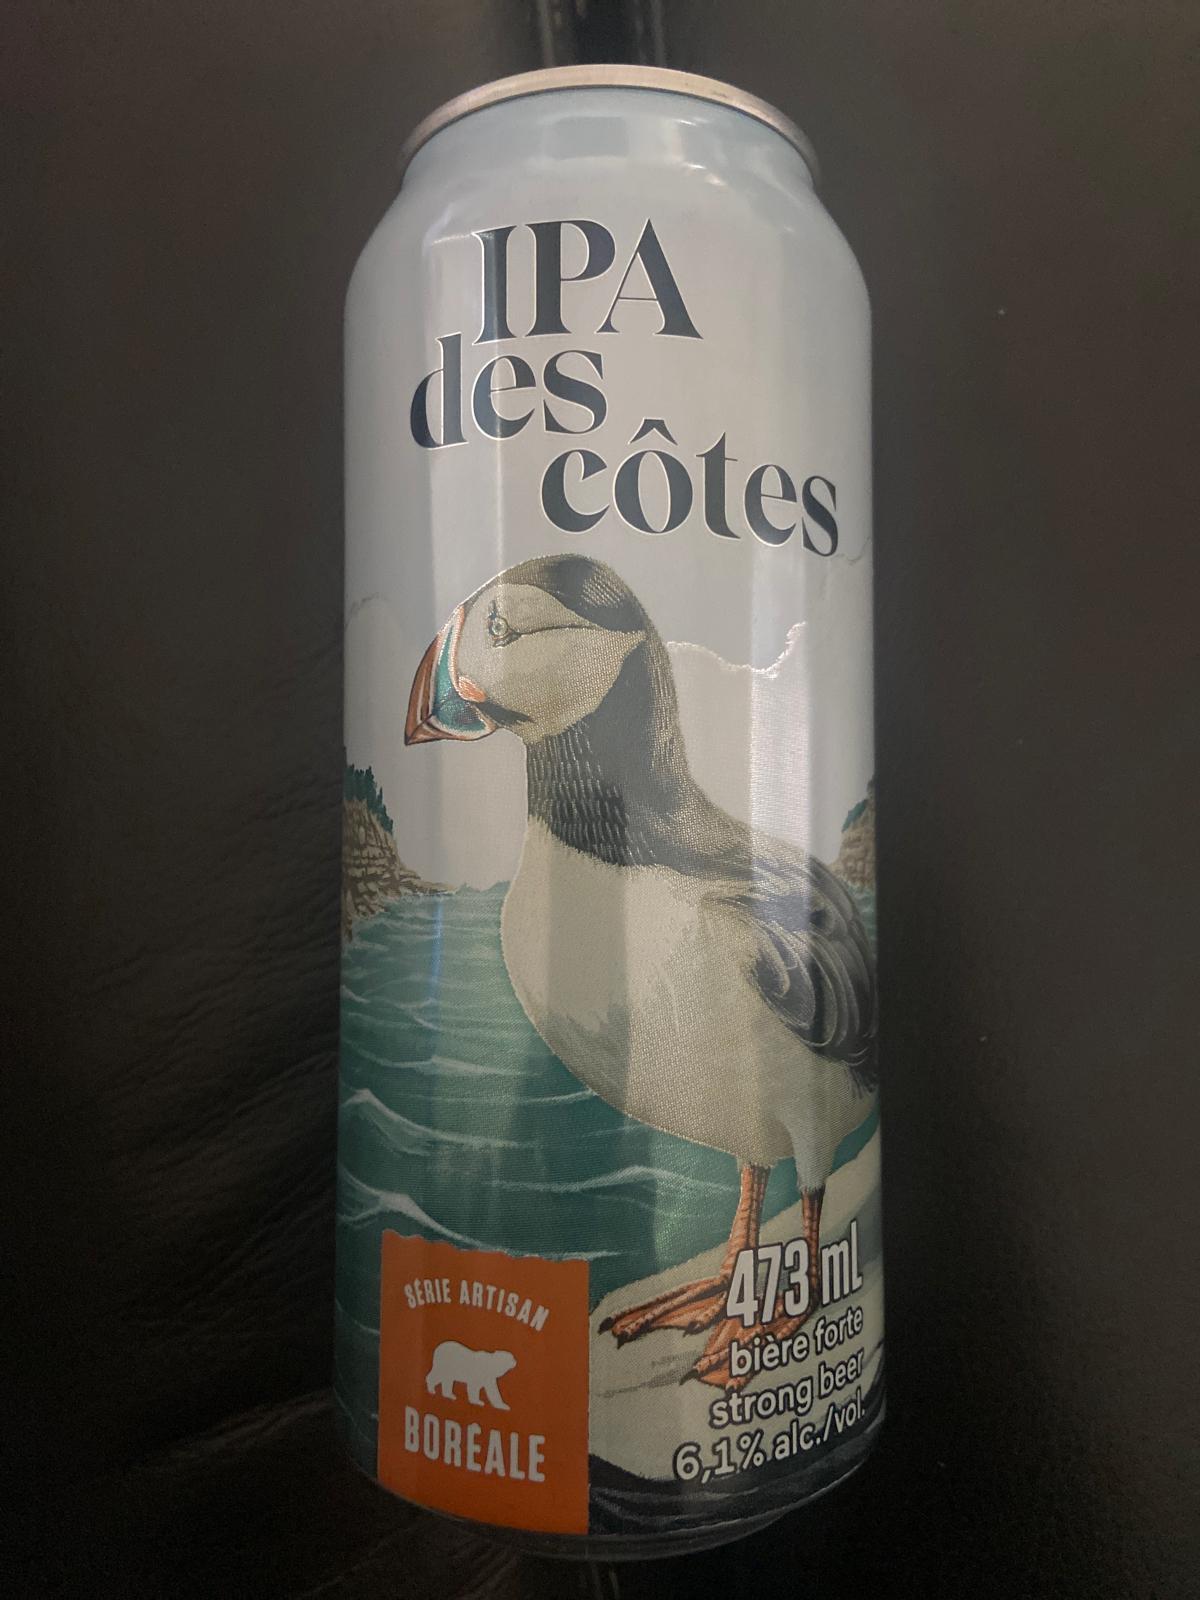 IPA
des
côtes
SÉRIE ARTISAN
BORÉALE
473 mL
bière forte
strong beer
6,1% alc./vol.